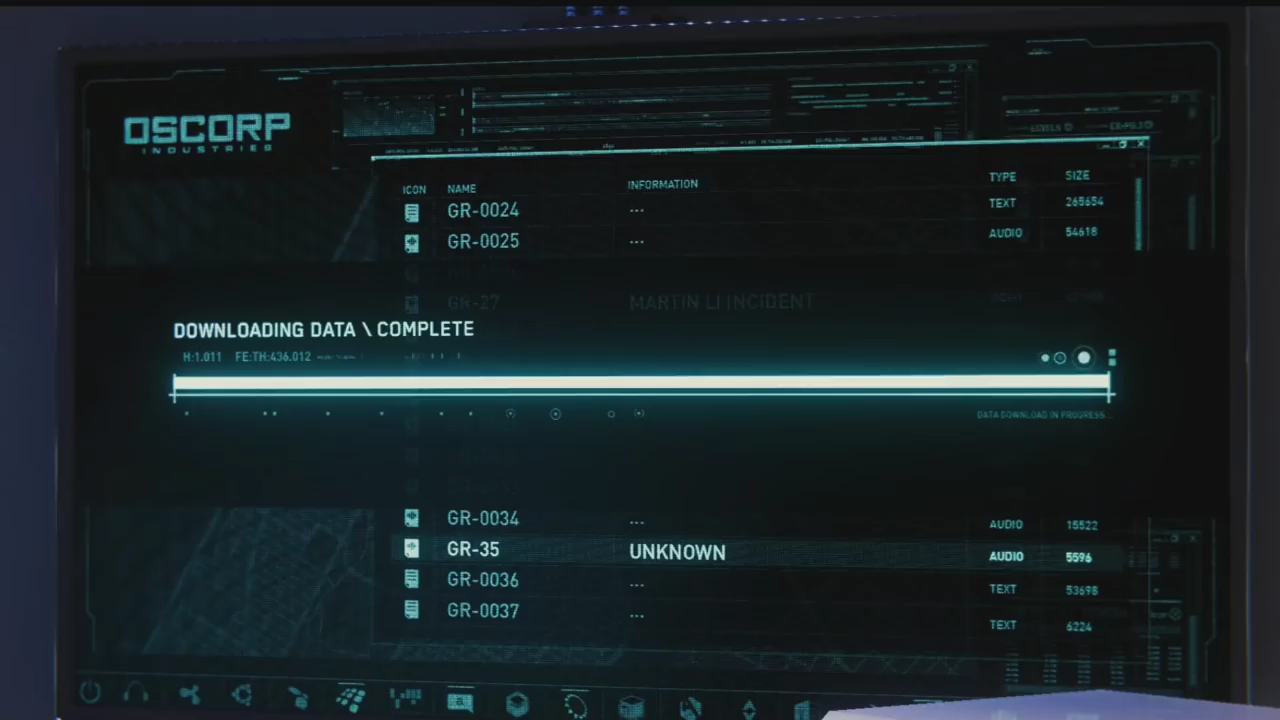 OSCORP
INDUSTRIES
ICON NAME INFORMATION TYPE SIZE
GR-0024 --- TEXT 265654
GR-0025 --- AUDIO 54618
GR-27 MARTIN LI INCIDENT
DOWNLOADING DATA \ COMPLETE
H:1.011 FE:TH:436.012
DATA DOWNLOAD IN PROGRESS...
GR-0034 --- AUDIO 15522
GR-35 UNKNOWN AUDIO 5596
GR-0036 --- TEXT 53698
GR-0037 --- TEXT 6224